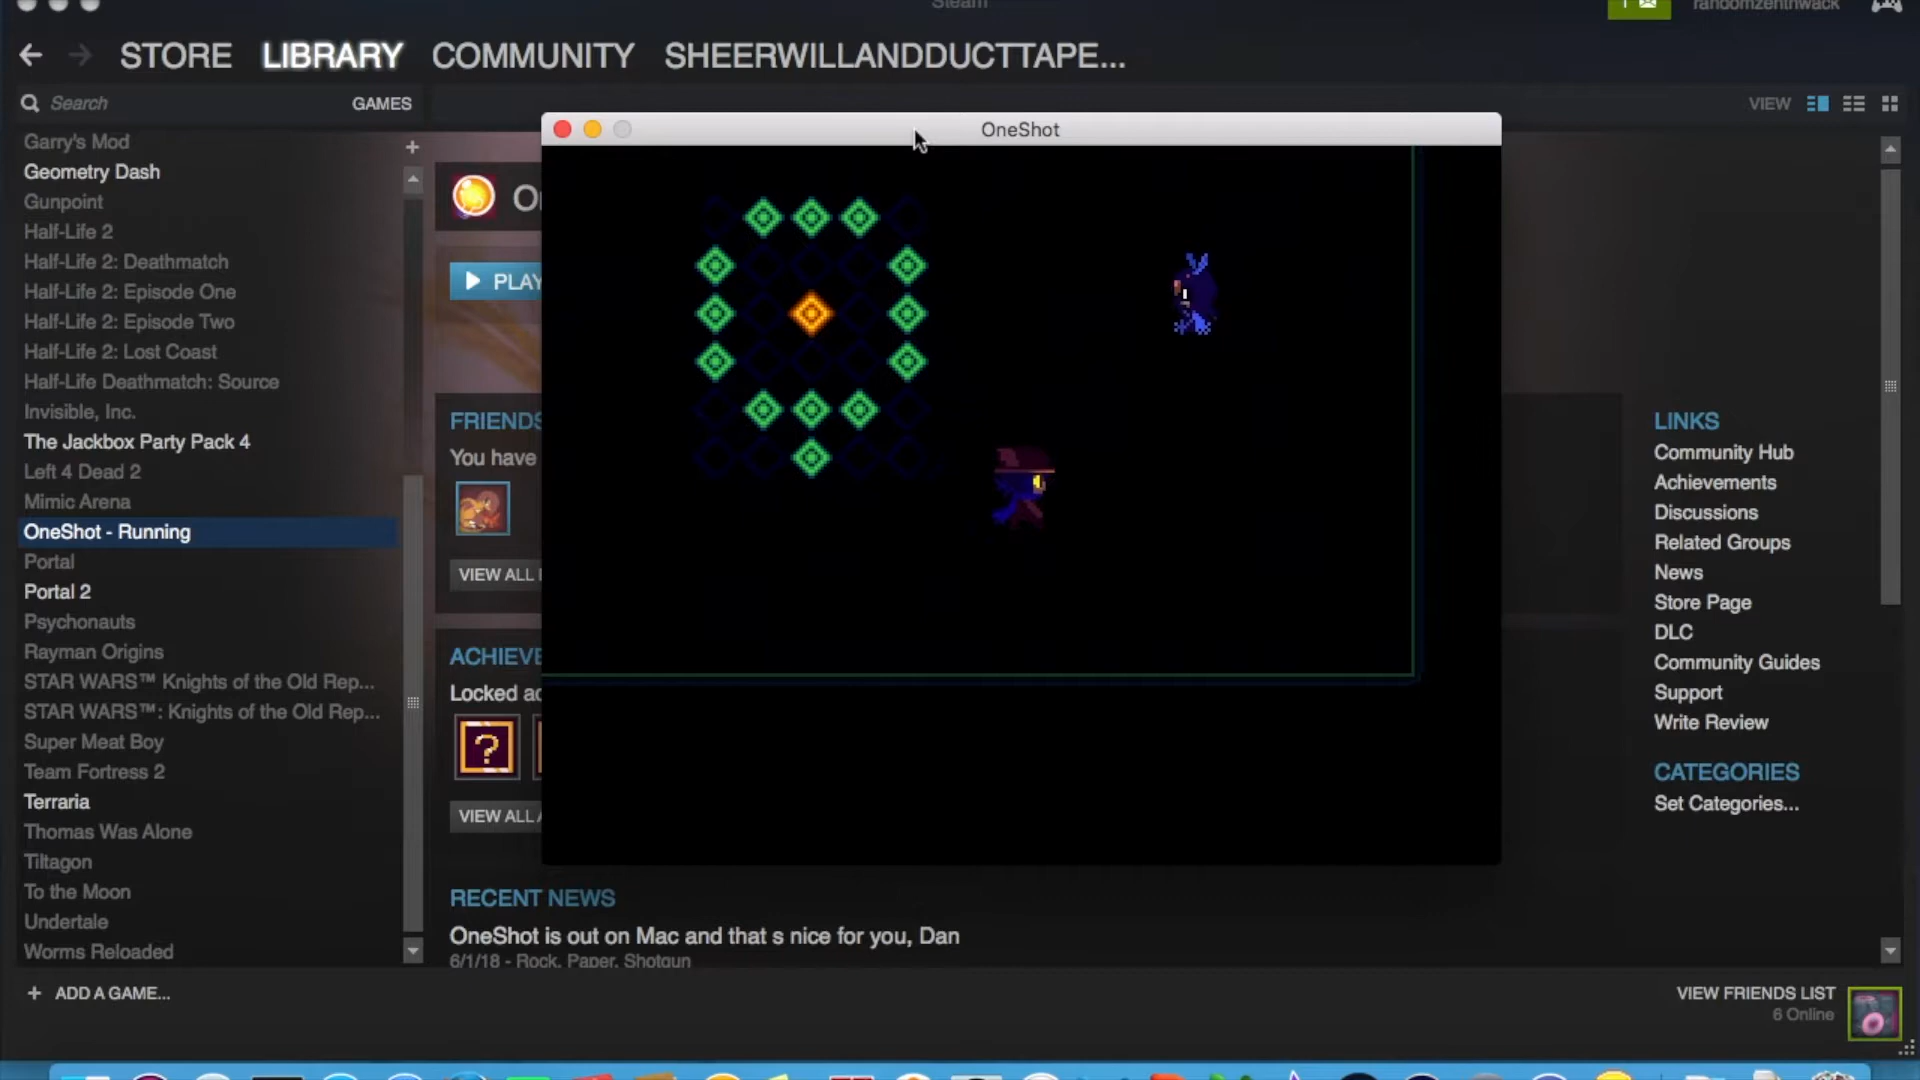 Steam
randomzenthwack
STORE LIBRARY COMMUNITY SHEERWILLANDDUCTTAPE...
Search
GAMES
VIEW
OneShot
Garry's Mod
Geometry Dash
Gunpoint
Half-Life 2
Half-Life 2: Deathmatch
Half-Life 2: Episode One
Half-Life 2: Episode Two
Half-Life 2: Lost Coast
Half-Life Deathmatch: Source
Invisible, Inc.
The Jackbox Party Pack 4
Left 4 Dead 2
Mimic Arena
OneShot - Running
Portal
Portal 2
Psychonauts
Rayman Origins
STAR WARS™ Knights of the Old Rep...
STAR WARS™: Knights of the Old Rep...
Super Meat Boy
Team Fortress 2
Terraria
Thomas Was Alone
Tiltagon
To the Moon
Undertale
Worms Reloaded
PLAY
FRIENDS
You have
VIEW ALL
ACHIEVE
Locked ac
?
VIEW ALL
RECENT NEWS
OneShot is out on Mac and that s nice for you, Dan
6/1/18 - Rock, Paper, Shotgun
LINKS
Community Hub
Achievements
Discussions
Related Groups
News
Store Page
DLC
Community Guides
Support
Write Review
CATEGORIES
Set Categories...
+ ADD A GAME...
VIEW FRIENDS LIST
6 Online